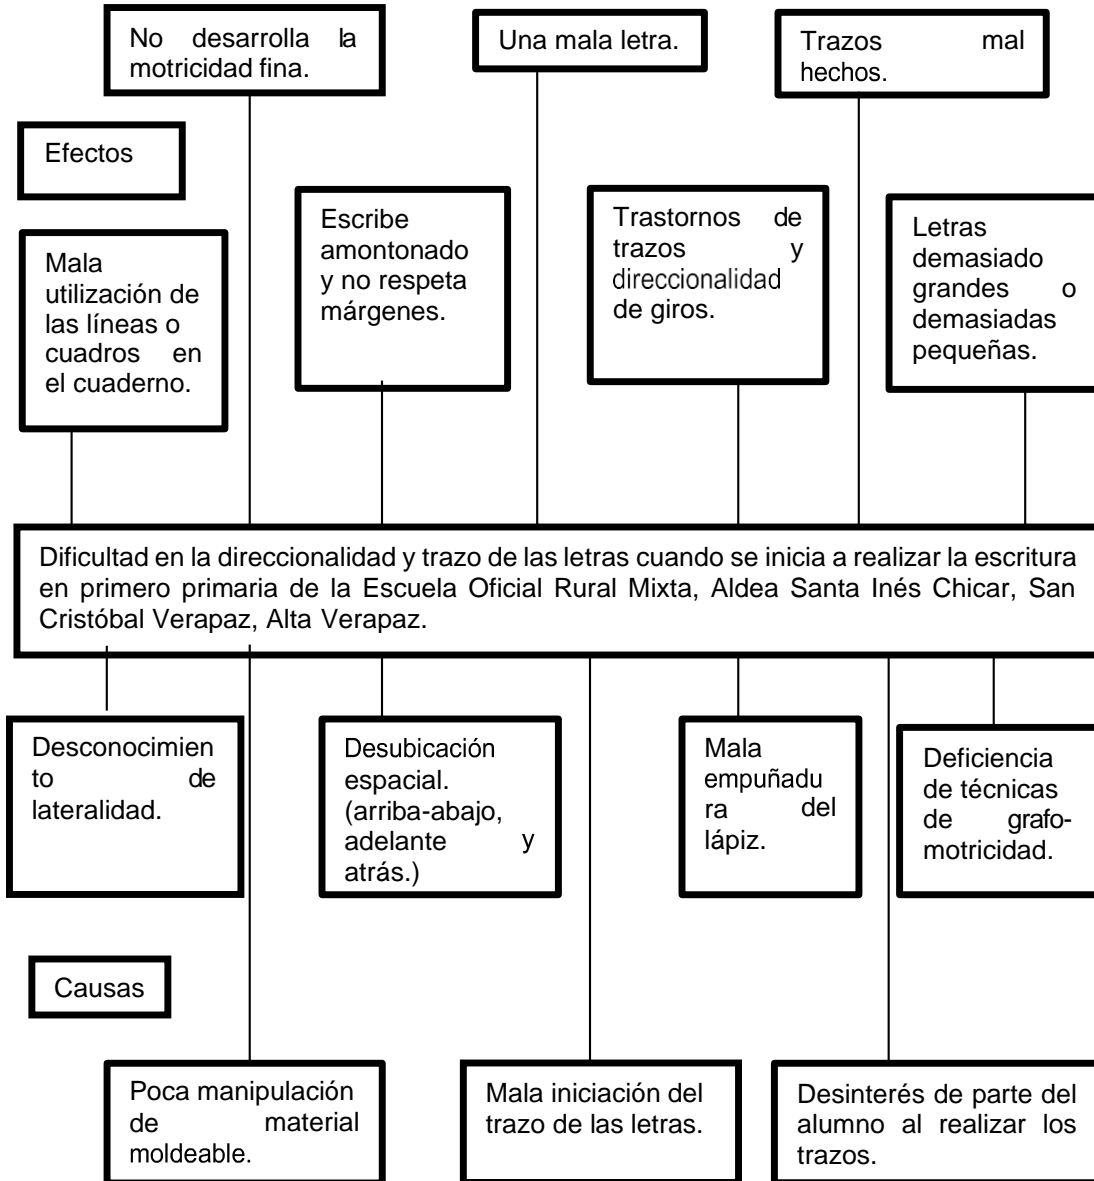 No desarrolla la
motricidad fina.
Una mala letra.
Trazos mal
hechos.
Efectos
Mala
utilización de
las líneas o
cuadros en
el cuaderno.
Escribe
amontonado
y no respeta
márgenes.
Trastornos de
trazos y
direccionalidad
de giros.
Letras
demasiado
grandes o
demasiadas
pequeñas.
Dificultad en la direccionalidad y trazo de las letras cuando se inicia a realizar la escritura
en primero primaria de la Escuela Oficial Rural Mixta, Aldea Santa Inés Chicar, San
Cristóbal Verapaz, Alta Verapaz.
Desconocimien
to de
lateralidad.
Desubicación
espacial.
(arriba-abajo,
adelante y
atrás.)
Mala
empuñadu
ra del
lápiz.
Deficiencia
de técnicas
de grafo-
motricidad.
Causas
Poca manipulación
de material
moldeable.
Mala iniciación del
trazo de las letras.
Desinterés de parte del
alumno al realizar los
trazos.